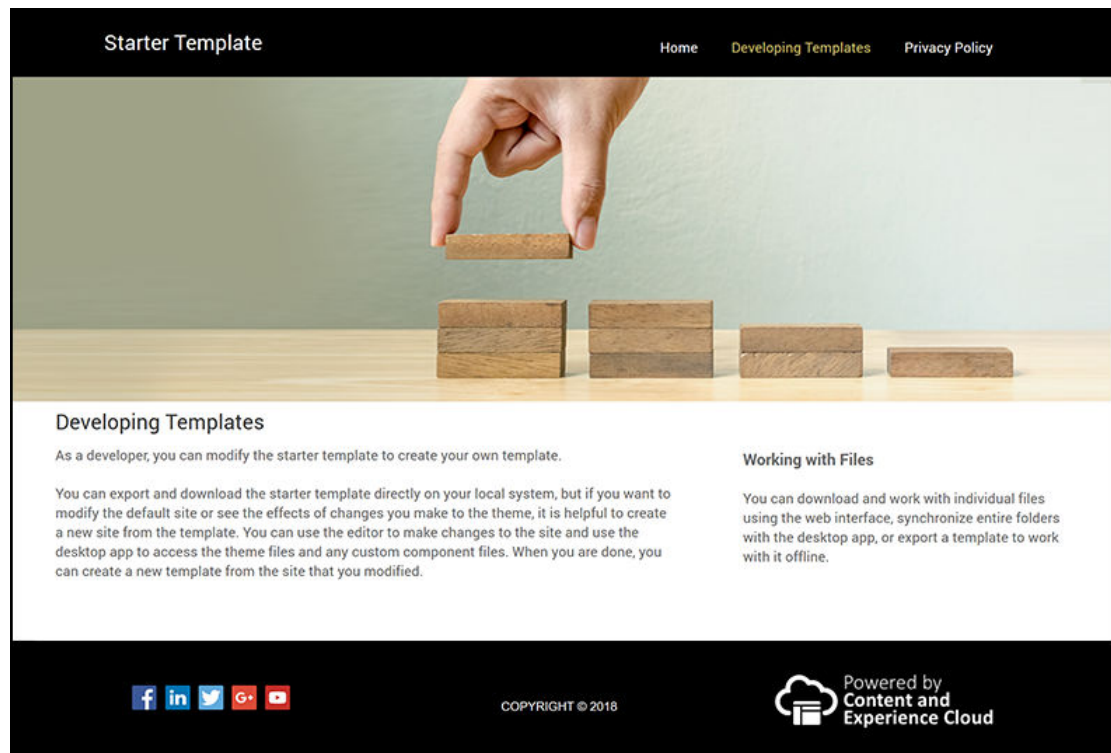 Starter Template
Home Developing Templates Privacy Policy
Developing Templates
As a developer, you can modify the starter template to create your own template.
You can export and download the starter template directly on your local system, but if you want to
modify the default site or see the effects of changes you make to the theme, it is helpful to create
a new site from the template. You can use the editor to make changes to the site and use the
desktop app to access the theme files and any custom component files. When you are done, you
can create a new template from the site that you modified.
Working with Files
You can download and work with individual files
using the web interface, synchronize entire folders
with the desktop app, or export a template to work
with it offline.
f in G+
COPYRIGHT © 2018
Powered by
Content and
Experience Cloud